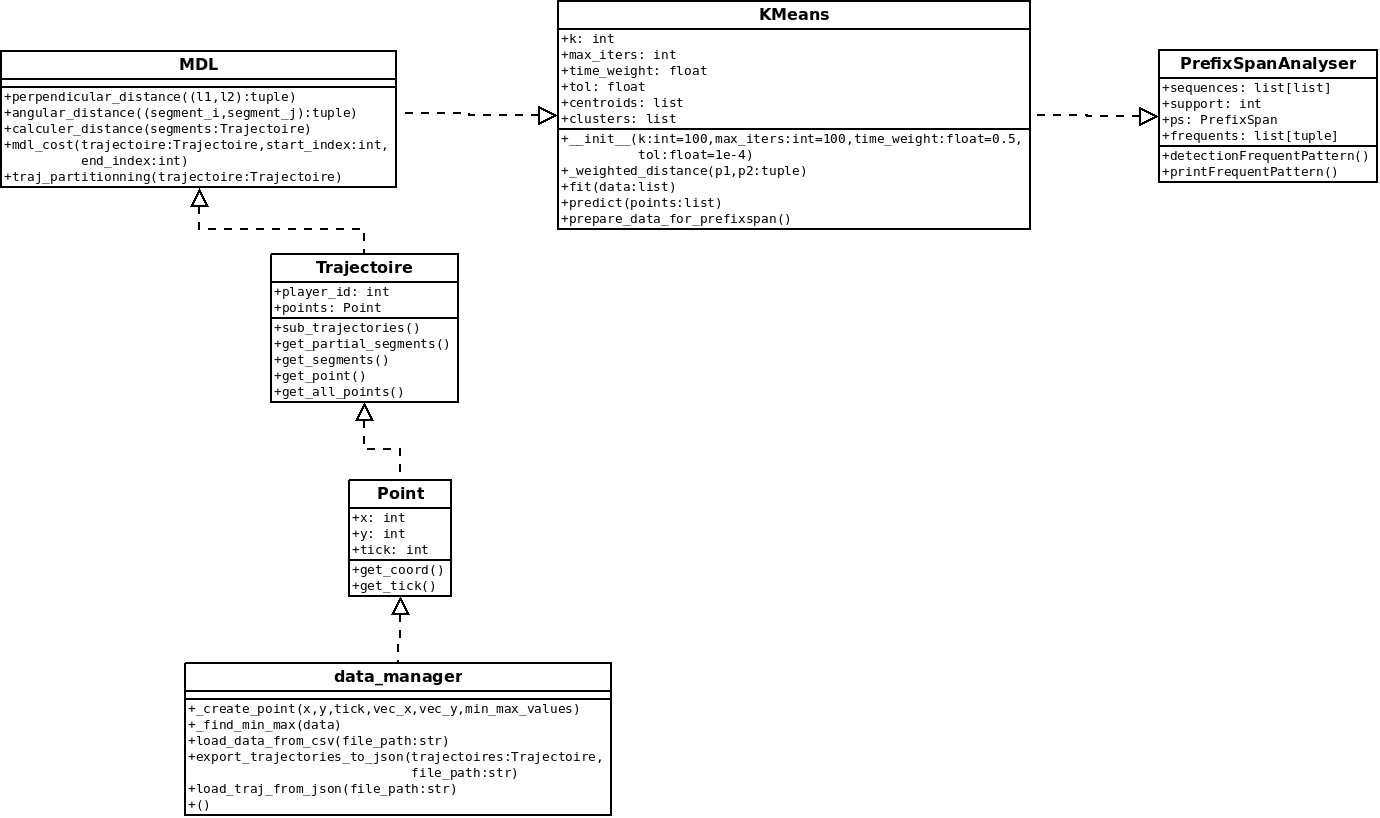 MDL
+perpendicular_distance((l1,l2):tuple)
+angular_distance((segment_i,segment_j):tuple)
+calculer_distance(segments:Trajectoire)
+mdl_cost(trajectoire:Trajectoire,start_index:int,
end_index:int)
+traj_partitionning(trajectoire:Trajectoire)
KMeans
+k: int
+max_iters: int
+time_weight: float
+tol: float
+centroids: list
+clusters: list
+__init__(k:int=100,max_iters:int=100,time_weight:float=0.5,
tol:float=1e-4)
+_weighted_distance(p1,p2:tuple)
+fit(data:list)
+predict(points:list)
+prepare_data_for_prefixspan()
PrefixSpanAnalyser
+sequences: list[list]
+support: int
+ps: PrefixSpan
+frequents: list[tuple]
+detectionFrequentPattern()
+printFrequentPattern()
Trajectoire
+player_id: int
+points: Point
+sub_trajectories()
+get_partial_segments()
+get_segments()
+get_point()
+get_all_points()
Point
+x: int
+y: int
+tick: int
+get_coord()
+get_tick()
data_manager
+_create_point(x,y,tick,vec_x,vec_y,min_max_values)
+_find_min_max(data)
+load_data_from_csv(file_path:str)
+export_trajectories_to_json(trajectoires:Trajectoire,
file_path:str)
+load_traj_from_json(file_path:str)
+()